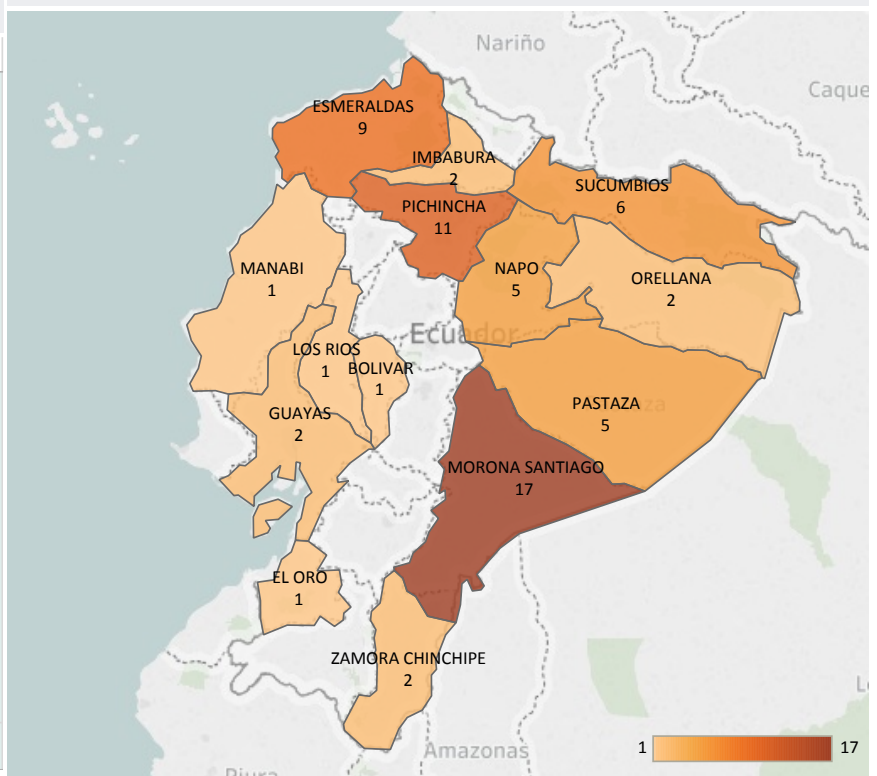 Nariño
Caque
ESMERALDAS
9
IMBABURA
2
SUCUMBIOS
6
PICHINCHA
11
MANABI
1
NAPO
5
ORELLANA
2
Ecuador
LOS RIOS
1
BOLIVAR
1
GUAYAS
2
PASTAZA
5
MORONA SANTIAGO
17
EL ORO
1
ZAMORA CHINCHIPE
2
Amazonas
1
17